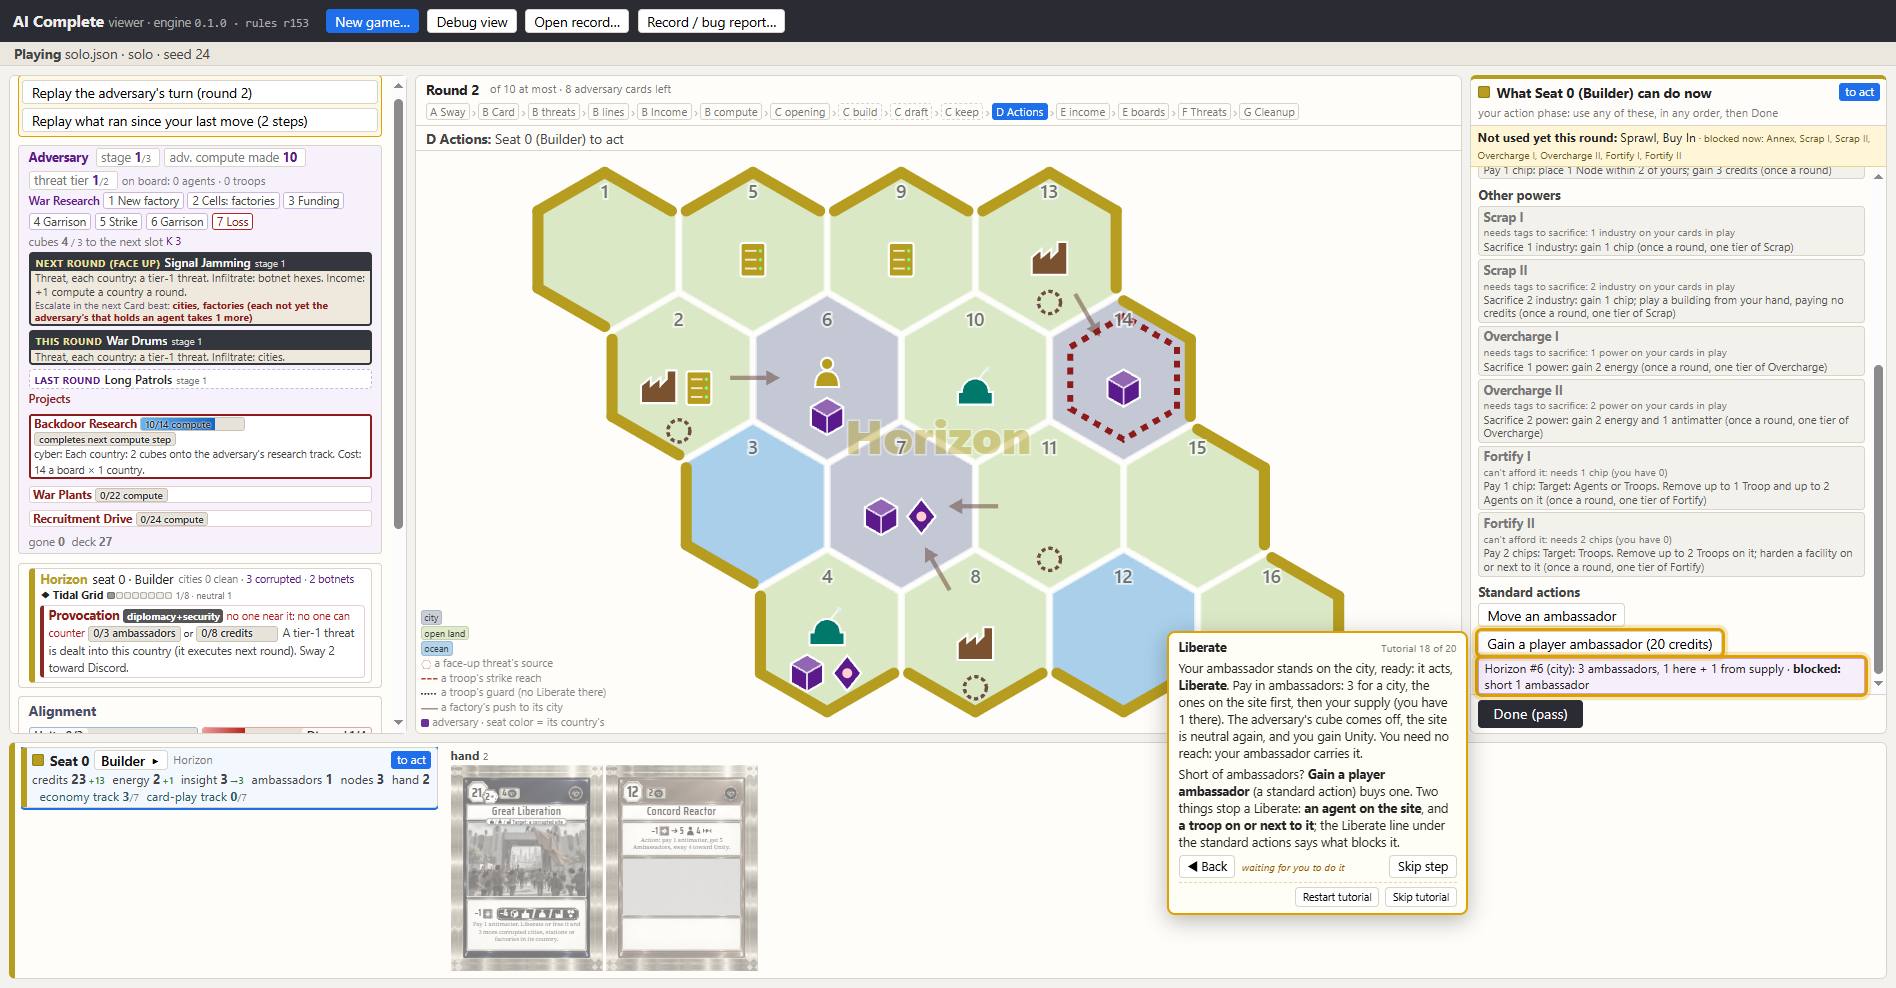 AI Complete viewer · engine 0.1.0 · rules r153 New game... Debug view Open record... Record / bug report...
Playing solo.json · solo · seed 24
Replay the adversary's turn (round 2)
Replay what ran since your last move (2 steps)
Adversary stage 1/3 adv. compute made 10
threat tier 1/2 on board: 0 agents · 0 troops
War Research 1 New factory 2 Cells: factories 3 Funding
4 Garrison 5 Strike 6 Garrison 7 Loss
cubes 4 / 3 to the next slot K 3
NEXT ROUND (FACE UP) Signal Jamming stage 1
Threat, each country: a tier-1 threat. Infiltrate: botnet hexes. Income:
+1 compute a country a round.
Escalate in the next Card beat: cities, factories (each not yet the
adversary's that holds an agent takes 1 more)
THIS ROUND War Drums stage 1
Threat, each country: a tier-1 threat. Infiltrate: cities.
LAST ROUND Long Patrols stage 1
Projects
Backdoor Research 10/14 compute
completes next compute step
cyber: Each country: 2 cubes onto the adversary's research track. Cost:
14 a board × 1 country.
War Plants 0/22 compute
Recruitment Drive 0/24 compute
gone 0 deck 27
Horizon seat 0 · Builder cities 0 clean · 3 corrupted · 2 botnets
◆ Tidal Grid 1/8 · neutral 1
Provocation diplomacy+security no one near it: no one can
counter 0/3 ambassadors or 0/8 credits A tier-1 threat
is dealt into this country (it executes next round). Sway 2
toward Discord.
Alignment
Round 2 of 10 at most · 8 adversary cards left
A Sway › B Card › B threats › B lines › B Income › B compute › C opening › C build › C draft › C keep › D Actions › E income › E boards › F Threats › G Cleanup
D Actions: Seat 0 (Builder) to act
1 5 9 13
2 6 10 14
Horizon
3 7 11 15
4 8 12 16
city
open land
ocean
a face-up threat's source
a troop's strike reach
a troop's guard (no Liberate there)
a factory's push to its city
adversary · seat color = its country's
What Seat 0 (Builder) can do now to act
your action phase: use any of these, in any order, then Done
Not used yet this round: Sprawl, Buy In · blocked now: Annex, Scrap I, Scrap II,
Overcharge I, Overcharge II, Fortify I, Fortify II
Pay 1 chip: place 1 Node within 2 of yours; gain 3 credits (once a round)
Other powers
Scrap I
needs tags to sacrifice: 1 industry on your cards in play
Sacrifice 1 industry: gain 1 chip (once a round, one tier of Scrap)
Scrap II
needs tags to sacrifice: 2 industry on your cards in play
Sacrifice 2 industry: gain 1 chip; play a building from your hand, paying no
credits (once a round, one tier of Scrap)
Overcharge I
needs tags to sacrifice: 1 power on your cards in play
Sacrifice 1 power: gain 2 energy (once a round, one tier of Overcharge)
Overcharge II
needs tags to sacrifice: 2 power on your cards in play
Sacrifice 2 power: gain 2 energy and 1 antimatter (once a round, one tier of
Overcharge)
Fortify I
can't afford it: needs 1 chip (you have 0)
Pay 1 chip: Target: Agents or Troops. Remove up to 1 Troop and up to 2
Agents on it (once a round, one tier of Fortify)
Fortify II
can't afford it: needs 2 chips (you have 0)
Pay 2 chips: Target: Troops. Remove up to 2 Troops on it; harden a facility on
or next to it (once a round, one tier of Fortify)
Standard actions
Move an ambassador
Gain a player ambassador (20 credits)
Horizon #6 (city): 3 ambassadors, 1 here + 1 from supply · blocked:
short 1 ambassador
Done (pass)
Liberate Tutorial 18 of 20
Your ambassador stands on the city, ready: it acts,
Liberate. Pay in ambassadors: 3 for a city, the
ones on the site first, then your supply (you have
1 there). The adversary's cube comes off, the site
is neutral again, and you gain Unity. You need no
reach: your ambassador carries it.
Short of ambassadors? Gain a player
ambassador (a standard action) buys one. Two
things stop a Liberate: an agent on the site, and
a troop on or next to it; the Liberate line under
the standard actions says what blocks it.
◀ Back waiting for you to do it Skip step
Restart tutorial Skip tutorial
Seat 0 Builder ▸ Horizon to act
credits 23 +13 energy 2 +1 insight 3 →3 ambassadors 1 nodes 3 hand 2
economy track 3/7 card-play track 0/7
hand 2
21 2+ 4
Great Liberation
Target: a corrupted site
Pay 1 antimatter. Liberate or free it and
3 more corrupted cities, stations or
factories in its country.
12 2
Concord Reactor
Action: pay 1 antimatter, get 5
Ambassadors, sway 4 toward Unity.